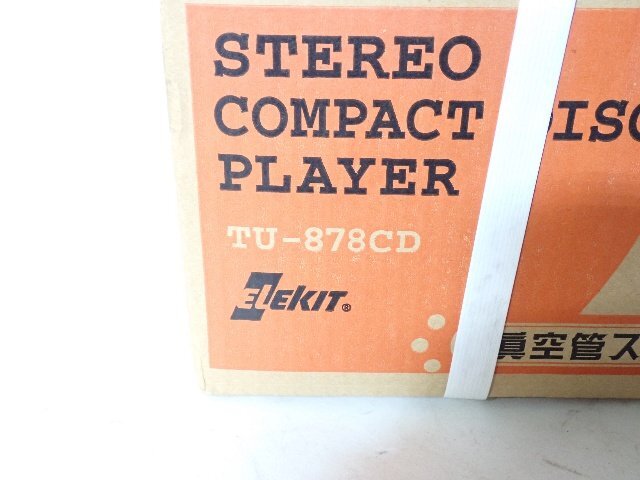 STEREO
COMPACT DISC
PLAYER
TU-878CD
ELEKIT®
真空管ス